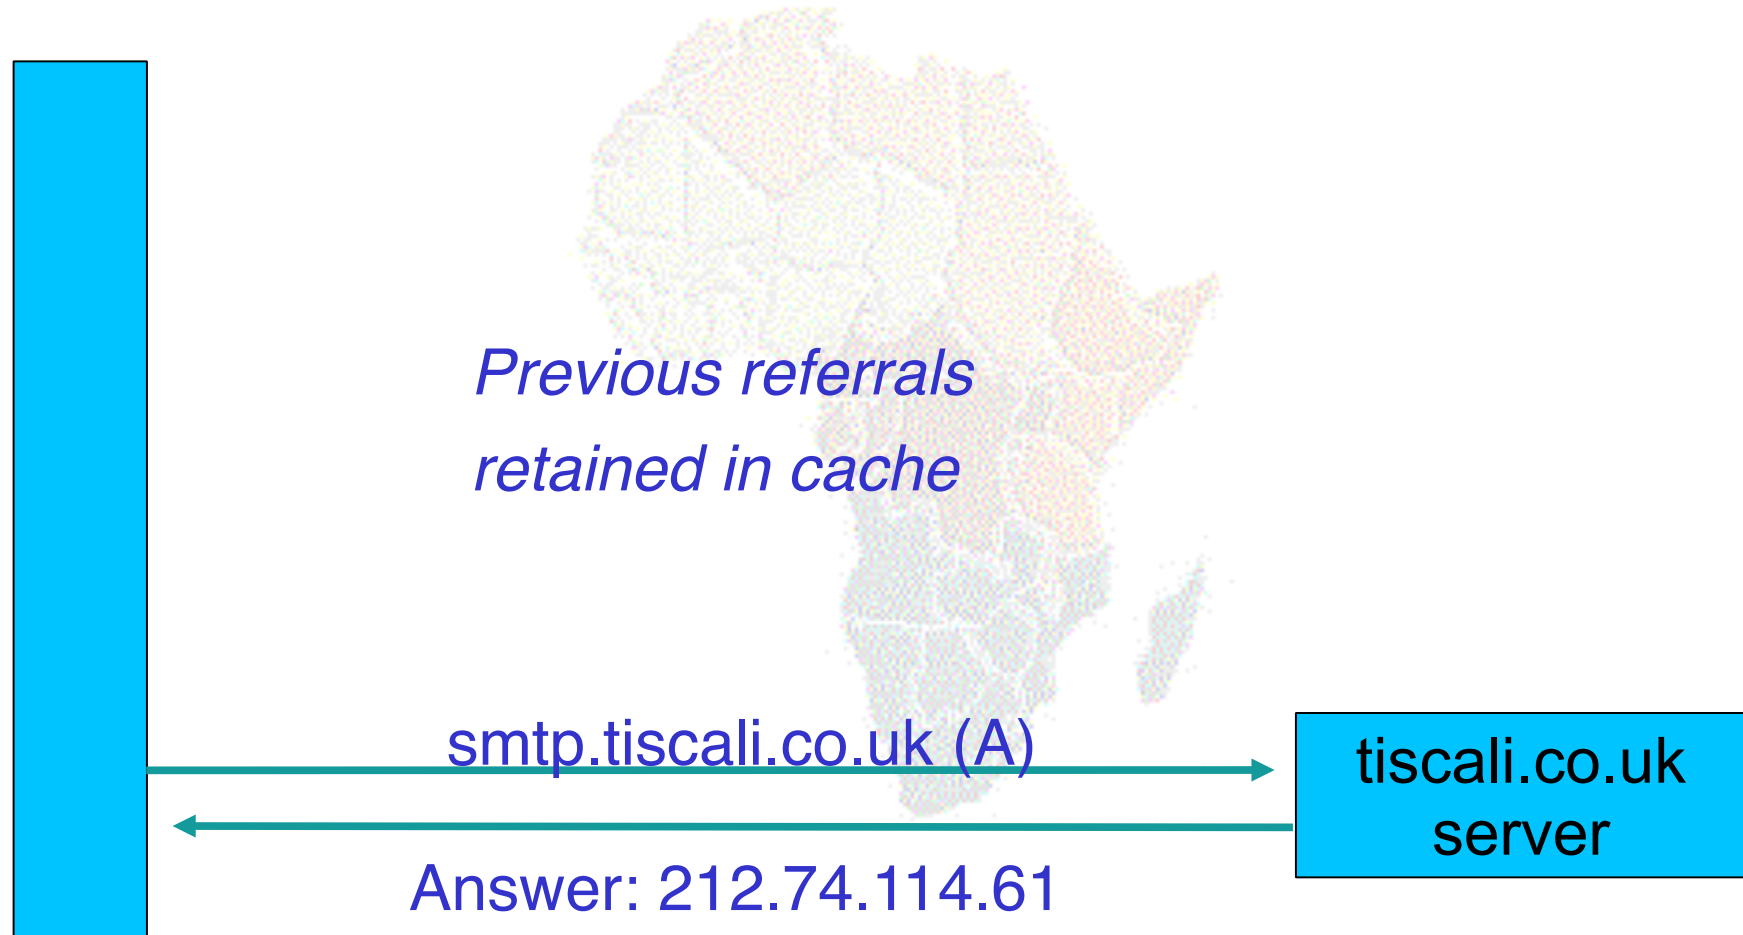 Previous referrals
retained in cache
smtp.tiscali.co.uk (A)
tiscali.co.uk
server
Answer: 212.74.114.61